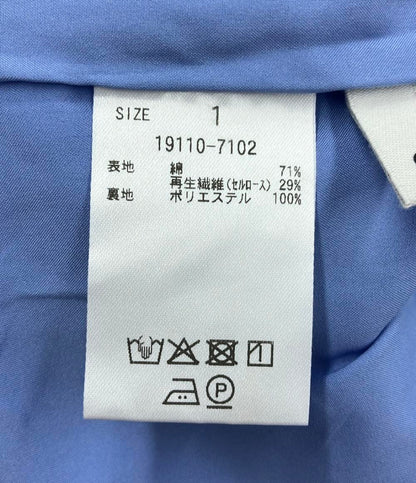 SIZE 1
19110-7102
表地 綿 71%
再生繊維(セルロース) 29%
裏地 ポリエステル 100%
P